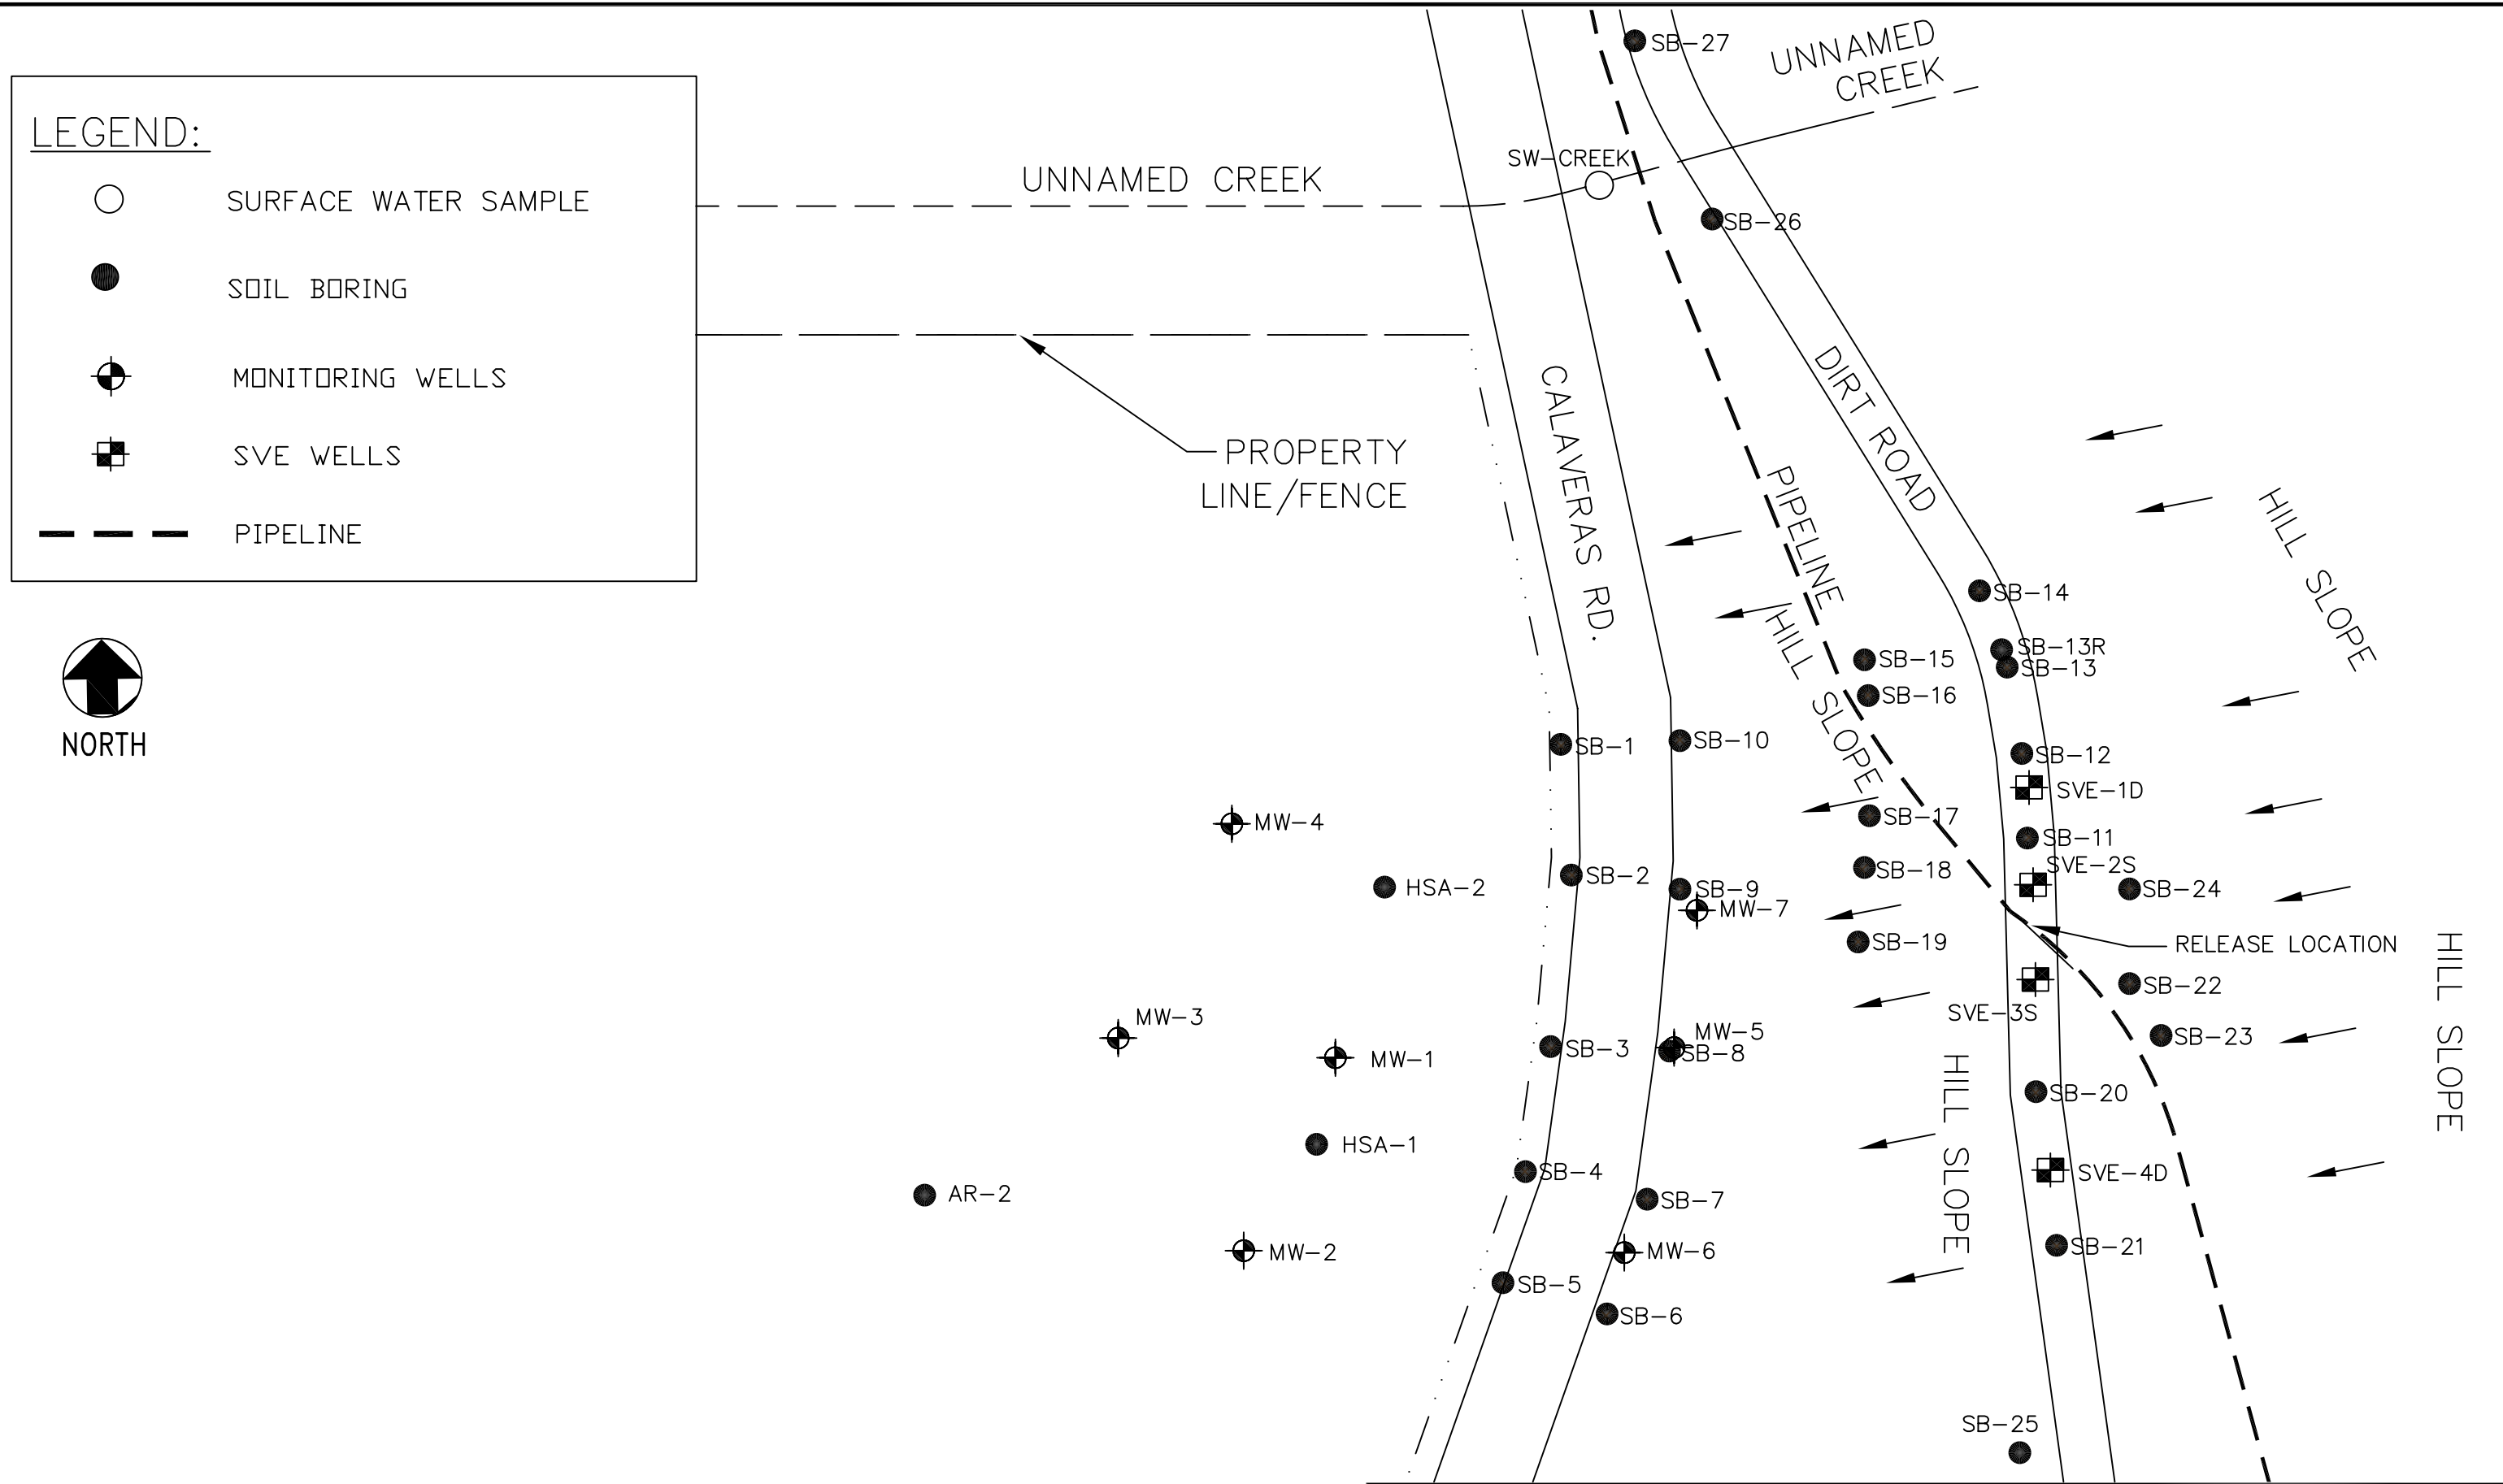 SB-27
UNNAMED
CREEK
LEGEND:
SURFACE WATER SAMPLE
SOIL BORING
MONITORING WELLS
SVE WELLS
PIPELINE
NORTH
UNNAMED CREEK
SW-CREEK
SB-26
PROPERTY
LINE/FENCE
CALAVERAS RD.
DIRT ROAD
PIPELINE
HILL SLOPE
HILL SLOPE
SB-14
SB-13R
SB-13
SB-15
SB-16
SB-1
SB-10
SB-12
SVE-1D
MW-4
SB-17
SB-11
SVE-2S
SB-18
SB-24
HSA-2
SB-2
SB-9
MW-7
SB-19
RELEASE LOCATION
SB-22
SVE-3S
MW-3
MW-5
SB-23
SB-3
SB-8
MW-1
HILL SLOPE
HILL SLOPE
SB-20
HSA-1
SB-4
SVE-4D
AR-2
SB-7
MW-2
MW-6
SB-21
SB-5
SB-6
SB-25